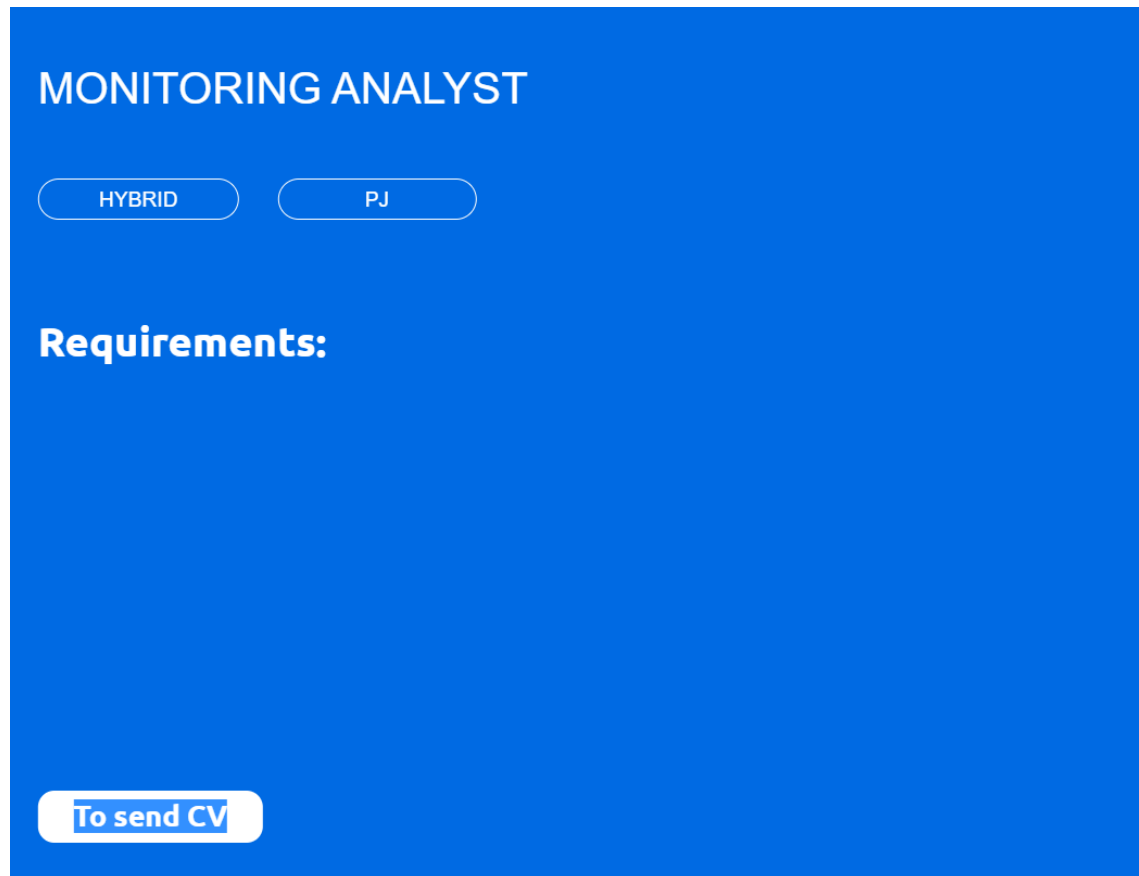 MONITORING ANALYST
HYBRID PJ
Requirements:
To send CV